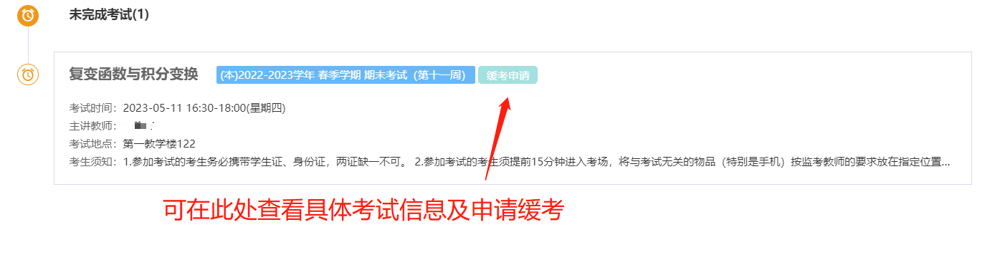 未完成考试(1)
复变函数与积分变换 (本)2022-2023学年 春季学期 期末考试（第十一周） 缓考申请
考试时间：2023-05-11 16:30-18:00(星期四)
主讲教师：
考试地点：第一教学楼122
考生须知：1.参加考试的考生务必携带学生证、身份证，两证缺一不可。 2.参加考试的考生须提前15分钟进入考场，将与考试无关的物品（特别是手机）按监考教师的要求放在指定位置...
可在此处查看具体考试信息及申请缓考